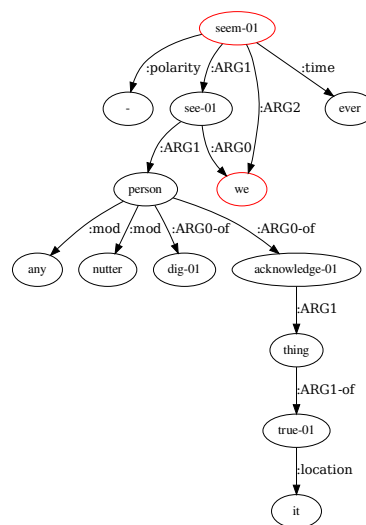 seem-01
:polarity :ARG1 :ARG2 :time
- see-01 ever
:ARG1 :ARG0
person we
:mod :mod :ARG0-of :ARG0-of
any nutter dig-01 acknowledge-01
:ARG1
thing
:ARG1-of
true-01
:location
it